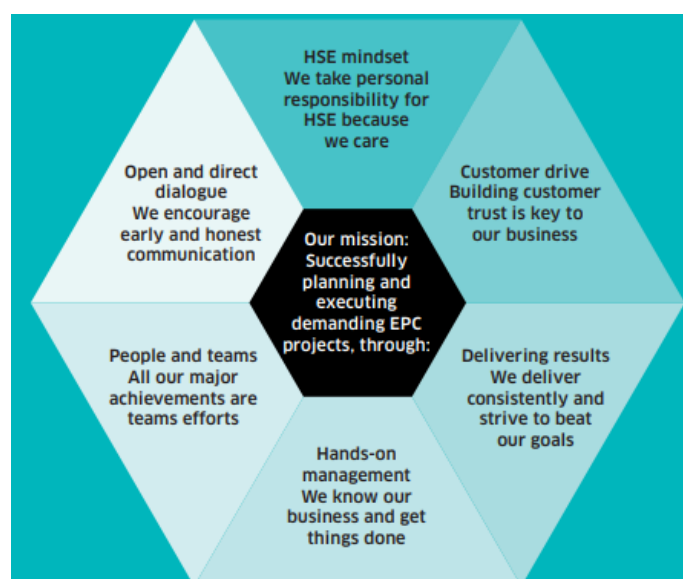 HSE mindset
We take personal
responsibility for
HSE because
we care
Customer drive
Building customer
trust is key to
our business
Delivering results
We deliver
consistently and
strive to beat
our goals
Hands-on
management
We know our
business and get
things done
People and teams
All our major
achievements are
teams efforts
Open and direct
dialogue
We encourage
early and honest
communication
Our mission:
Successfully
planning and
executing
demanding EPC
projects, through: